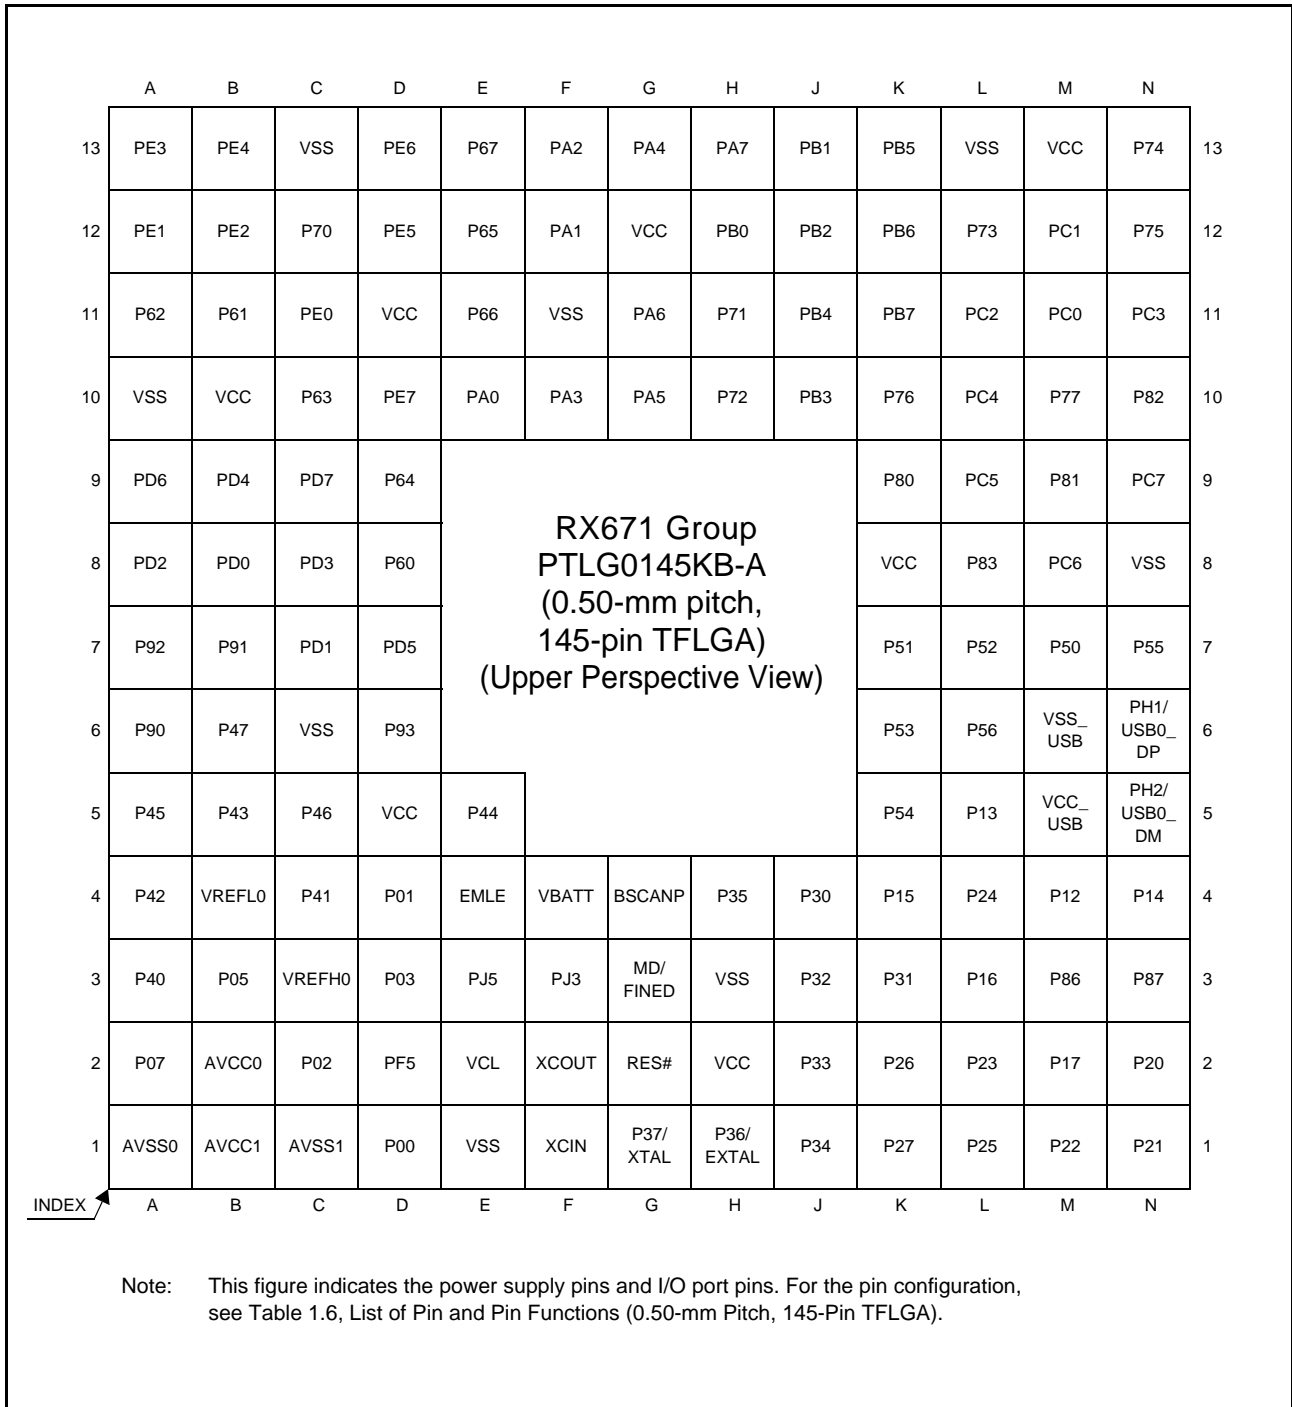 A B C D E F G H J K L M N
13 PE3 PE4 VSS PE6 P67 PA2 PA4 PA7 PB1 PB5 VSS VCC P74 13
12 PE1 PE2 P70 PE5 P65 PA1 VCC PB0 PB2 PB6 P73 PC1 P75 12
11 P62 P61 PE0 VCC P66 VSS PA6 P71 PB4 PB7 PC2 PC0 PC3 11
10 VSS VCC P63 PE7 PA0 PA3 PA5 P72 PB3 P76 PC4 P77 P82 10
9 PD6 PD4 PD7 P64 P80 PC5 P81 PC7 9
RX671 Group
PTLG0145KB-A
(0.50-mm pitch,
145-pin TFLGA)
(Upper Perspective View)
8 PD2 PD0 PD3 P60 VCC P83 PC6 VSS 8
7 P92 P91 PD1 PD5 P51 P52 P50 P55 7
6 P90 P47 VSS P93 P53 P56 VSS_
USB PH1/
USB0_
DP 6
5 P45 P43 P46 VCC P44 P54 P13 VCC_
USB PH2/
USB0_
DM 5
4 P42 VREFL0 P41 P01 EMLE VBATT BSCANP P35 P30 P15 P24 P12 P14 4
3 P40 P05 VREFH0 P03 PJ5 PJ3 MD/
FINED VSS P32 P31 P16 P86 P87 3
2 P07 AVCC0 P02 PF5 VCL XCOUT RES# VCC P33 P26 P23 P17 P20 2
1 AVSS0 AVCC1 AVSS1 P00 VSS XCIN P37/
XTAL P36/
EXTAL P34 P27 P25 P22 P21 1
INDEX A B C D E F G H J K L M N
Note: This figure indicates the power supply pins and I/O port pins. For the pin configuration,
see Table 1.6, List of Pin and Pin Functions (0.50-mm Pitch, 145-Pin TFLGA).